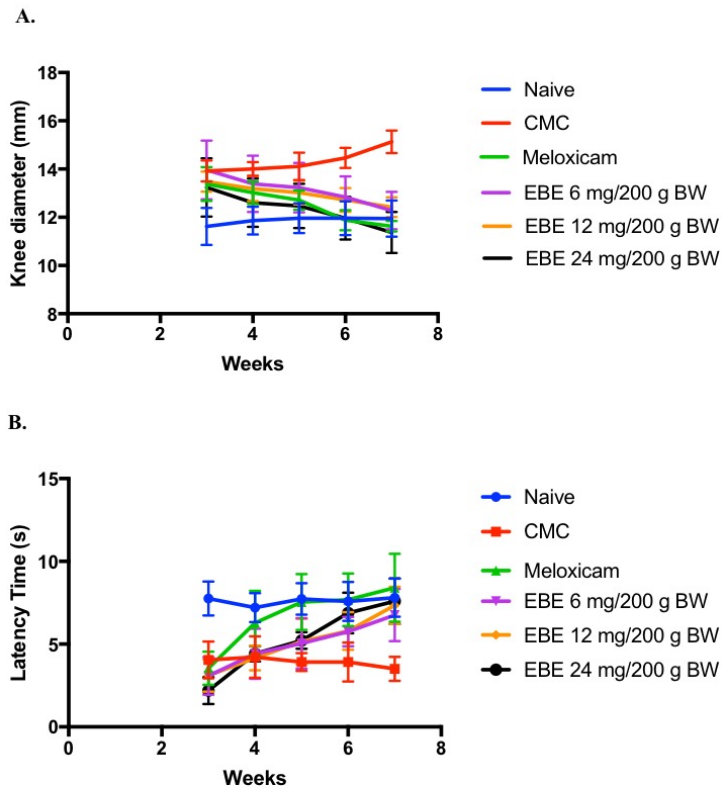 A.
18
16
14
12
10
8
0
2
4
6
8
Knee diameter (mm)
Weeks
Naive
CMC
Meloxicam
EBE 6 mg/200 g BW
EBE 12 mg/200 g BW
EBE 24 mg/200 g BW
B.
15
10
5
0
0
2
4
6
8
Latency Time (s)
Weeks
Naive
CMC
Meloxicam
EBE 6 mg/200 g BW
EBE 12 mg/200 g BW
EBE 24 mg/200 g BW